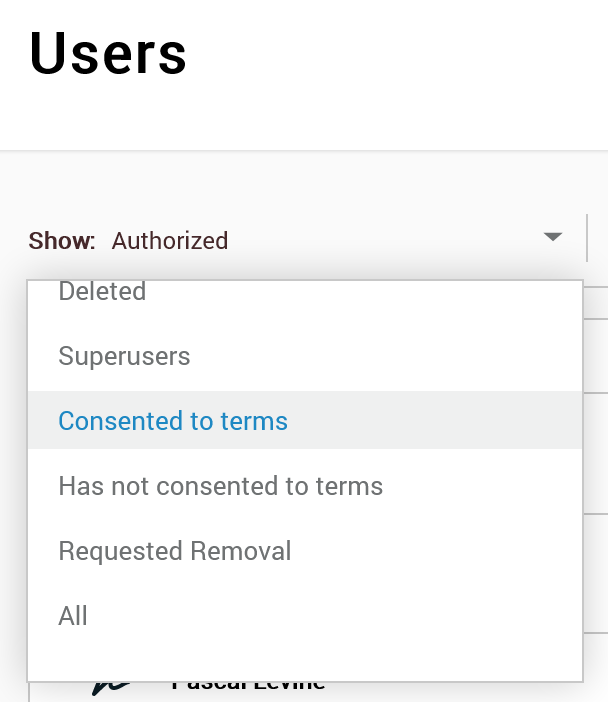 Users
Show: Authorized
Deleted
Superusers
Consented to terms
Has not consented to terms
Requested Removal
All
Pascal Levine